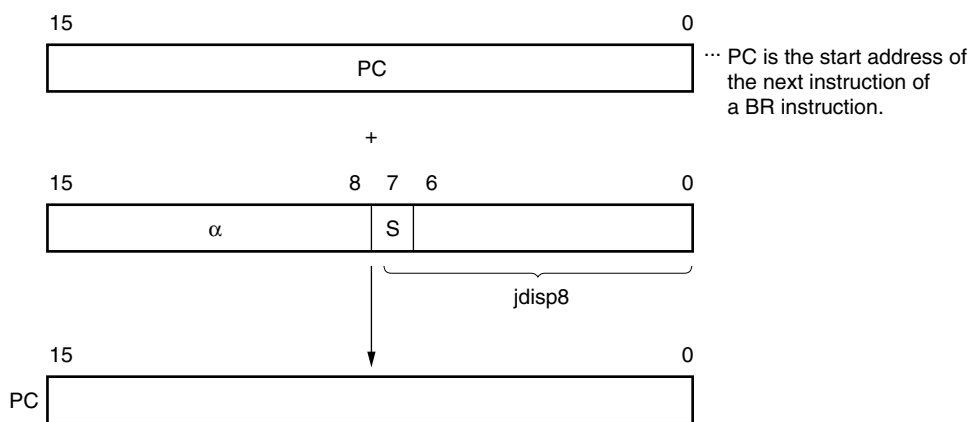 15 0
PC
... PC is the start address of
the next instruction of
a BR instruction.
+
15 8 7 6 0
α S
jdisp8
15 0
PC